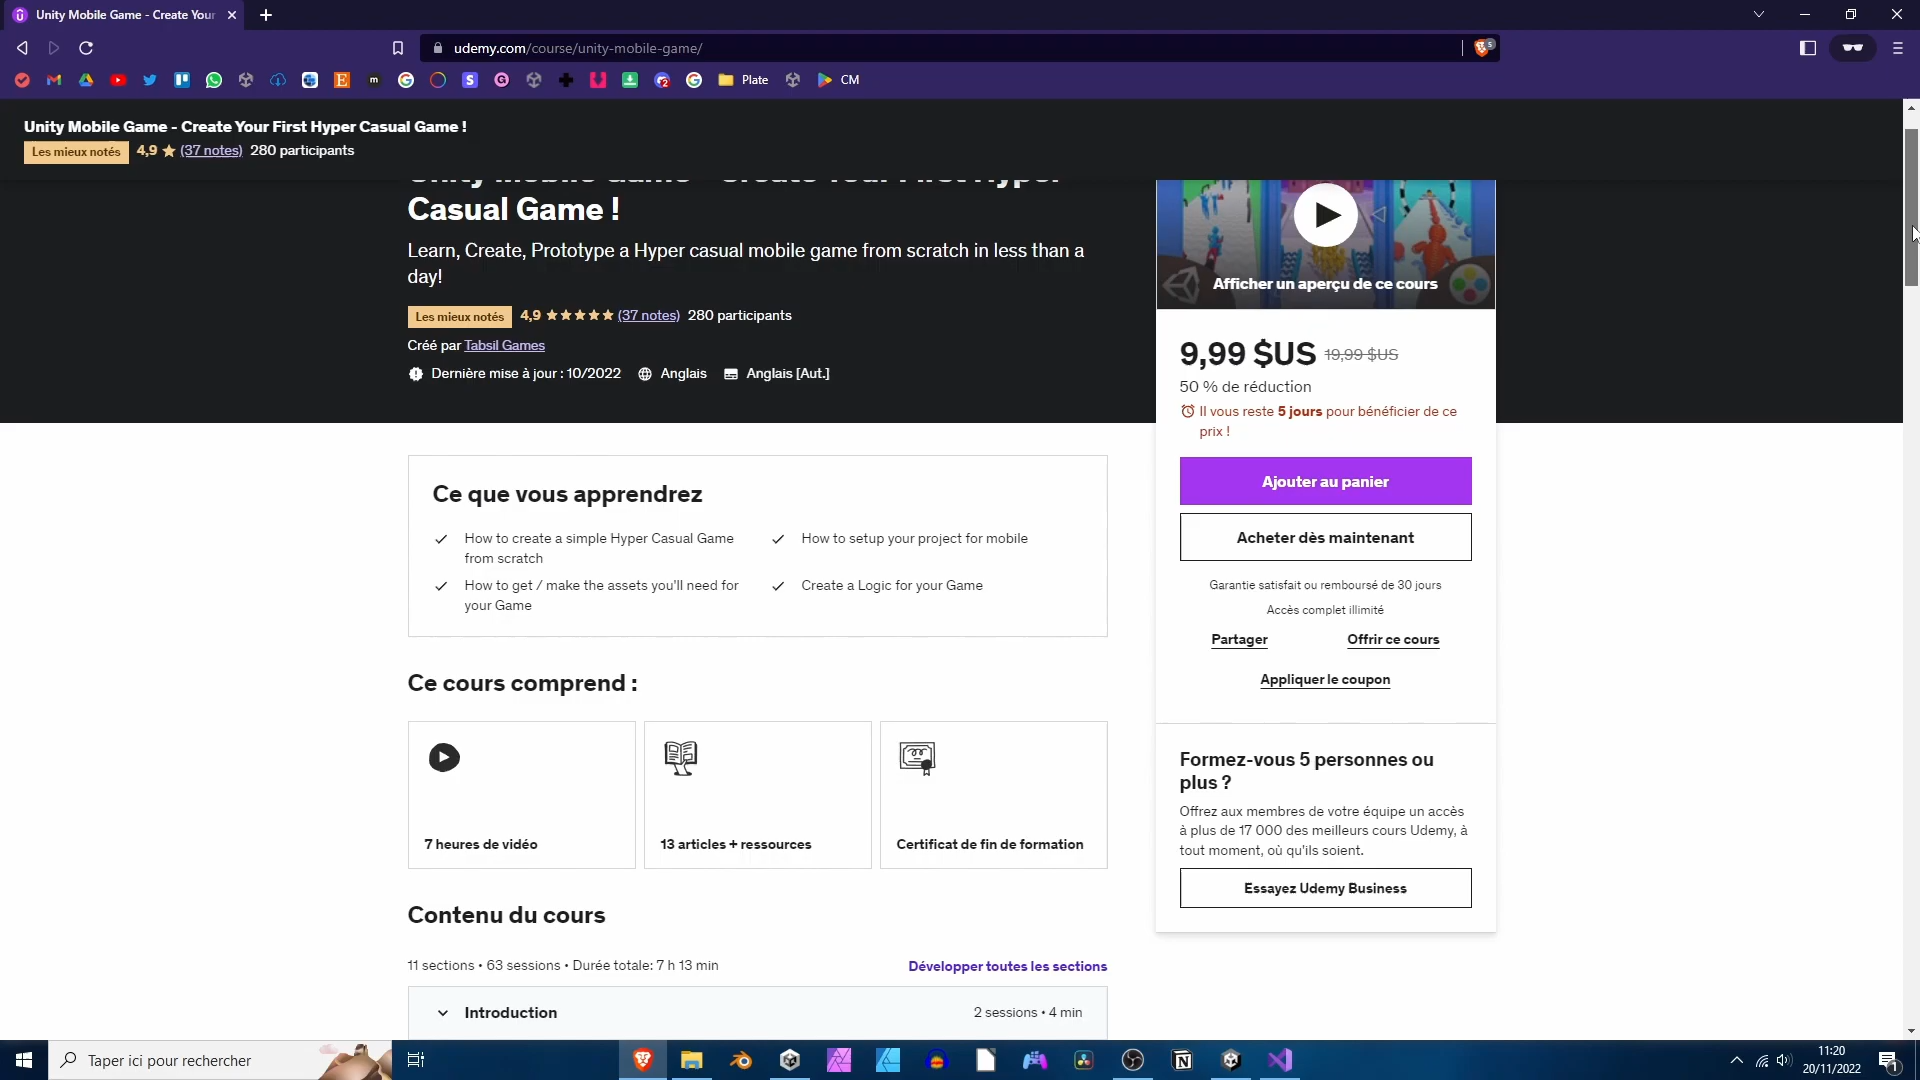 Unity Mobile Game - Create Your
udemy.com/course/unity-mobile-game/
5
Plate
CM
Unity Mobile Game - Create Your First Hyper Casual Game !
Les mieux notés 4,9 (37 notes) 280 participants
Unity Mobile Game - Create Your First Hyper
Casual Game !
Learn, Create, Prototype a Hyper casual mobile game from scratch in less than a
day!
Les mieux notés 4,9 (37 notes) 280 participants
Créé par Tabsil Games
Dernière mise à jour : 10/2022 Anglais Anglais [Aut.]
Afficher un aperçu de ce cours
9,99 $US 19,99 $US
50 % de réduction
Il vous reste 5 jours pour bénéficier de ce
prix !
Ajouter au panier
Acheter dès maintenant
Garantie satisfait ou remboursé de 30 jours
Accès complet illimité
Partager
Offrir ce cours
Appliquer le coupon
Formez-vous 5 personnes ou
plus ?
Offrez aux membres de votre équipe un accès
à plus de 17 000 des meilleurs cours Udemy, à
tout moment, où qu'ils soient.
Essayez Udemy Business
Ce que vous apprendrez
How to create a simple Hyper Casual Game
from scratch
How to setup your project for mobile
How to get / make the assets you'll need for
your Game
Create a Logic for your Game
Ce cours comprend :
7 heures de vidéo
13 articles + ressources
Certificat de fin de formation
Contenu du cours
11 sections • 63 sessions • Durée totale: 7 h 13 min
Développer toutes les sections
Introduction
2 sessions • 4 min
Taper ici pour rechercher
11:20
20/11/2022
1